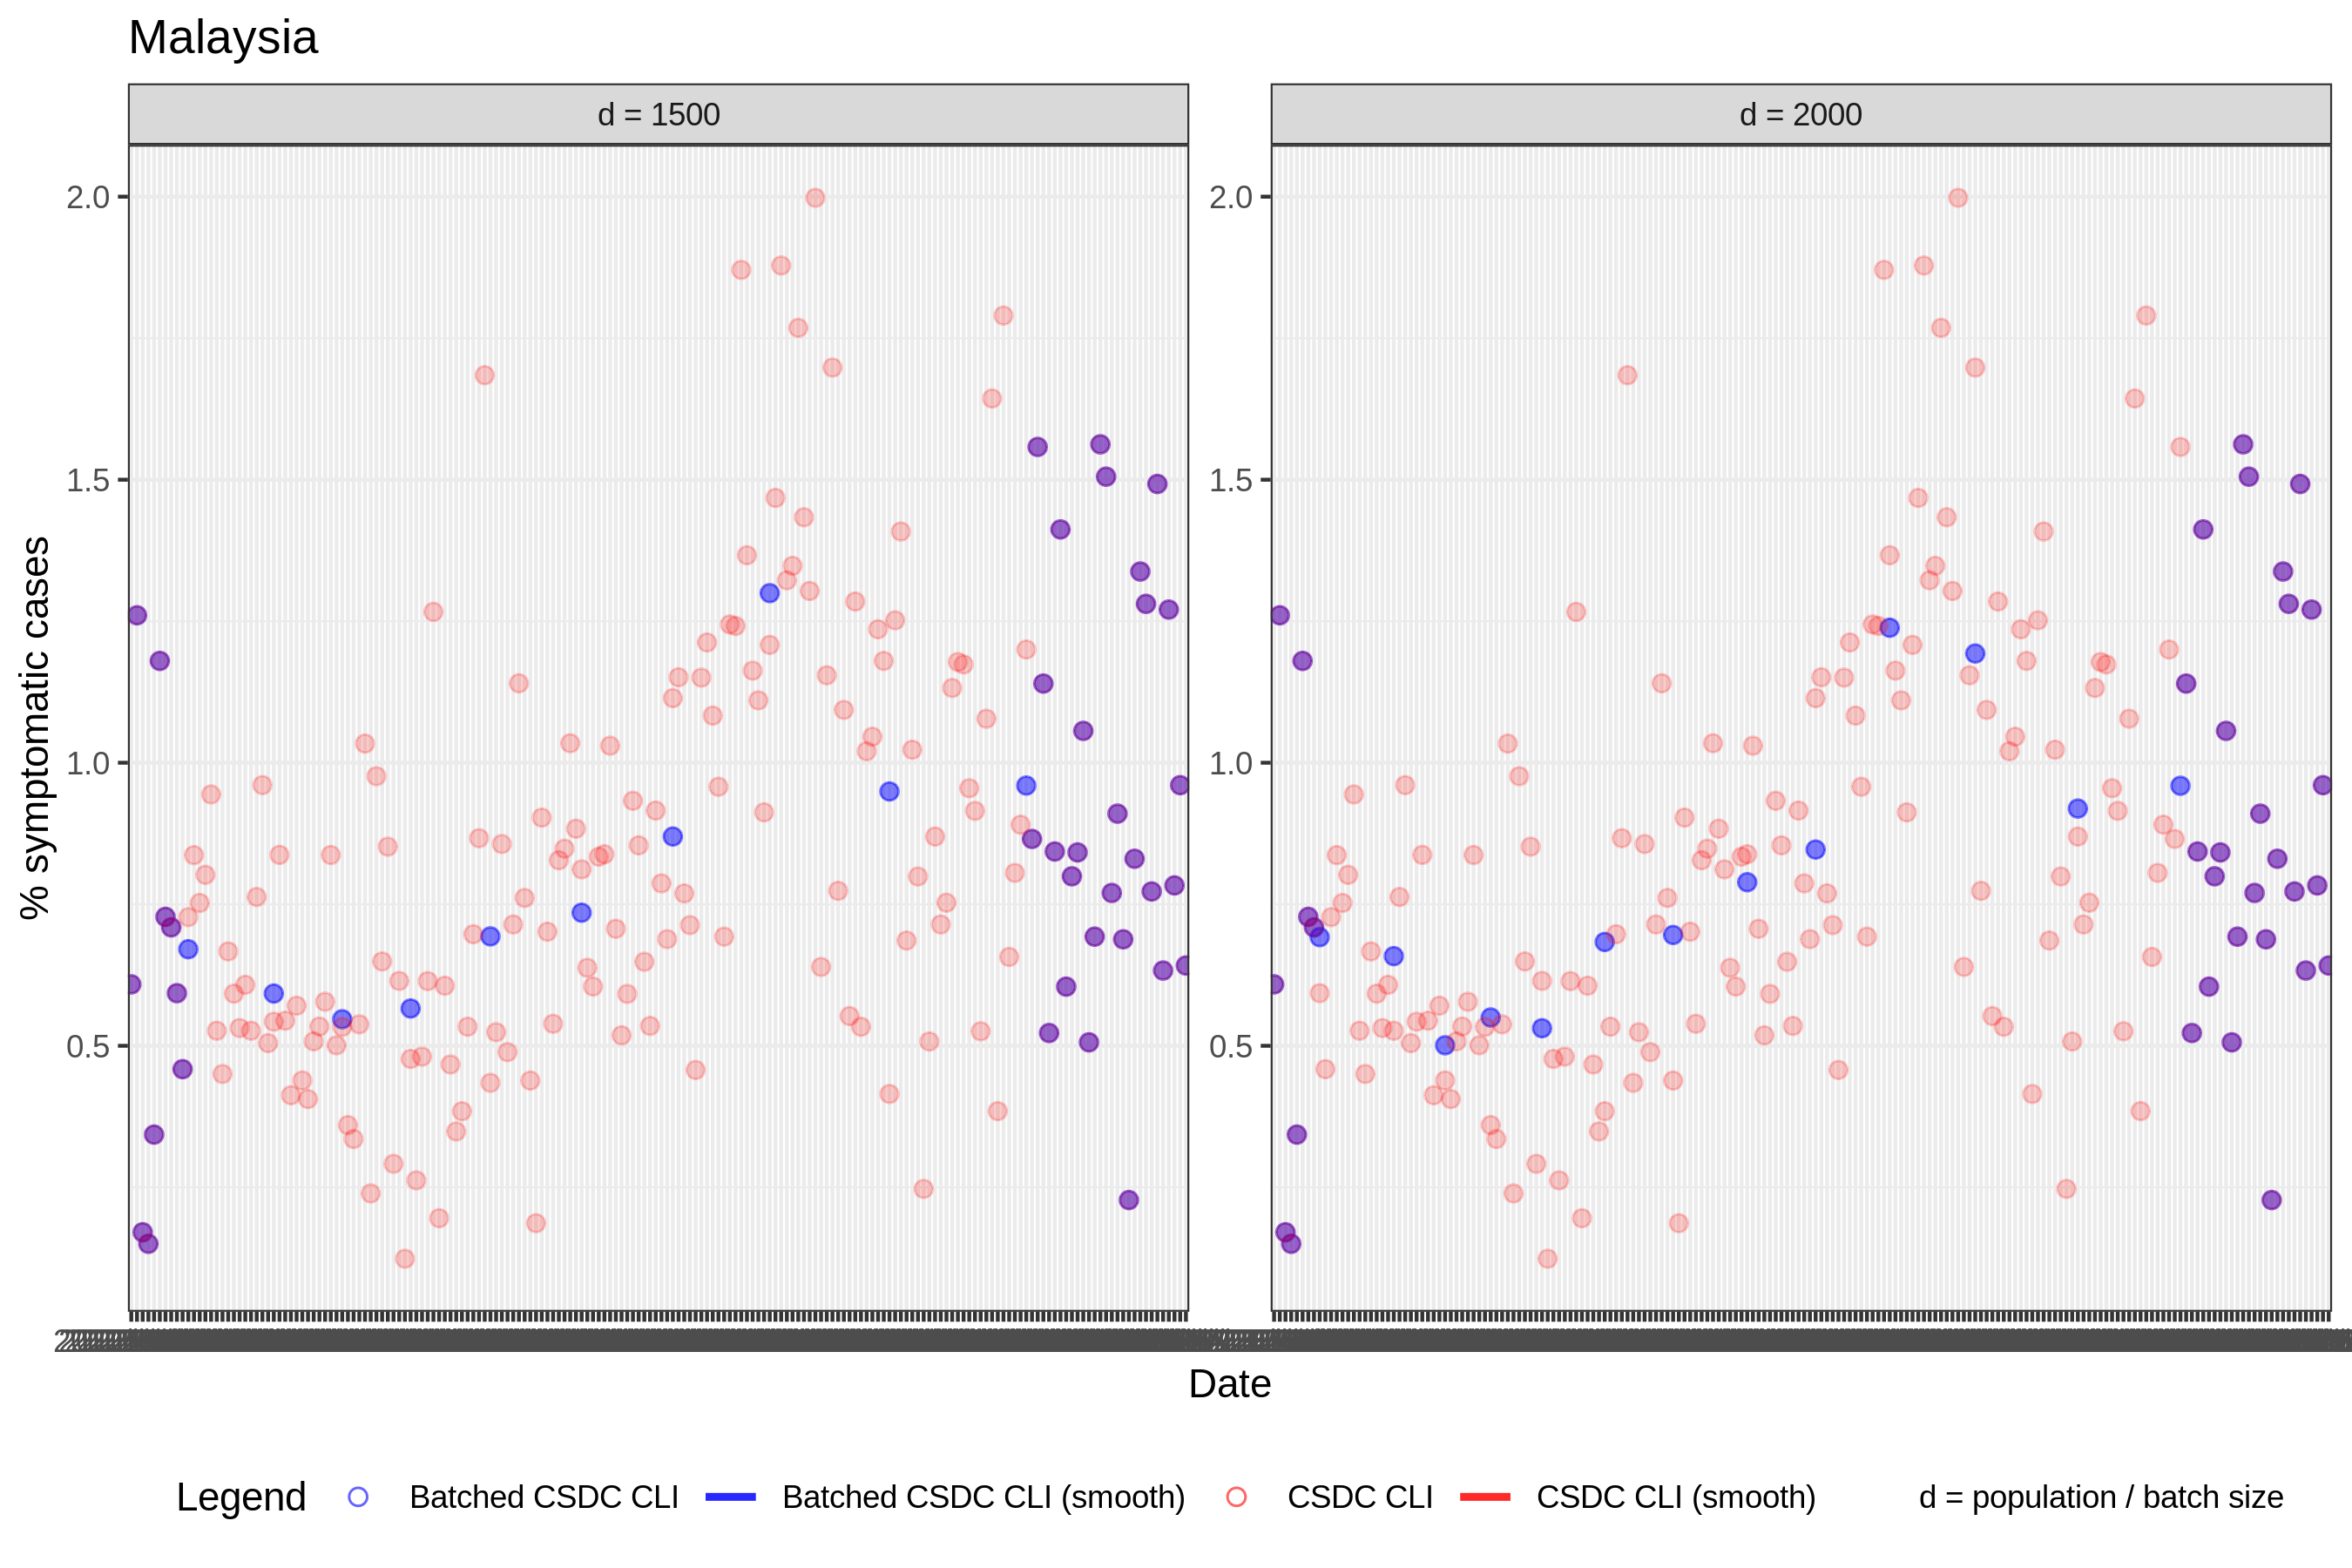 Malaysia
d = 1500
d = 2000
% symptomatic cases
2.0
1.5
1.0
0.5
2.0
1.5
1.0
0.5
Date
Legend
Batched CSDC CLI
Batched CSDC CLI (smooth)
CSDC CLI
CSDC CLI (smooth)
d = population / batch size